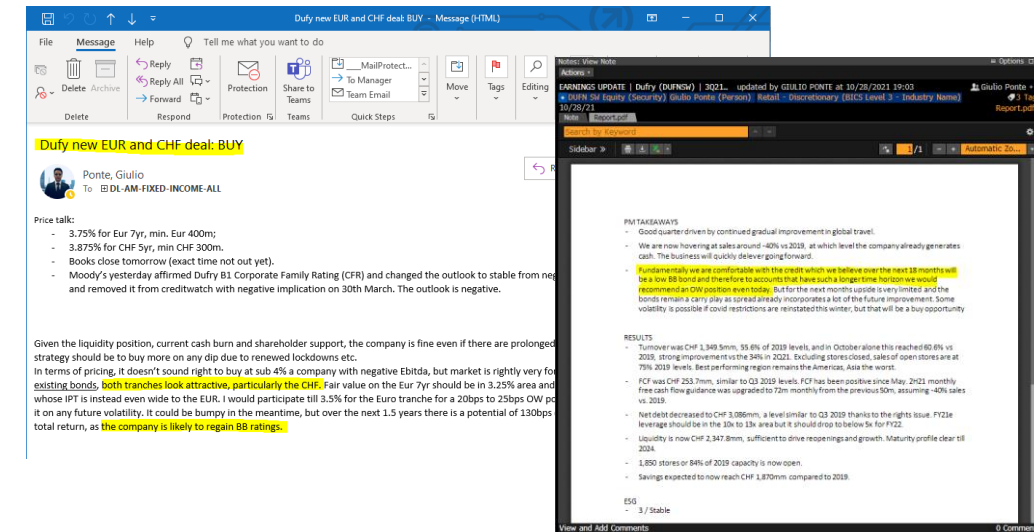 Dufy new EUR and CHF deal: BUY - Message (HTML)
File Message Help Tell me what you want to do
Delete Archive
Reply
Reply All
Forward
Protection
Share to Teams
___MailProtect...
To Manager
Team Email
Move
Tags
Editing
Delete Respond Protection Teams Quick Steps
Dufy new EUR and CHF deal: BUY
Ponte, Giulio
To DL-AM-FIXED-INCOME-ALL
Price talk:
- 3.75% for Eur 7yr, min. Eur 400m;
- 3.875% for CHF 5yr, min CHF 300m.
- Books close tomorrow (exact time not out yet).
- Moody's yesterday affirmed Dufry B1 Corporate Family Rating (CFR) and changed the outlook to stable from neg
and removed it from creditwatch with negative implication on 30th March. The outlook is negative.
Given the liquidity position, current cash burn and shareholder support, the company is fine even if there are prolonged
strategy should be to buy more on any dip due to renewed lockdowns etc.
In terms of pricing, it doesn't sound right to buy at sub 4% a company with negative Ebitda, but market is rightly very for
existing bonds, both tranches look attractive, particularly the CHF. Fair value on the Eur 7yr should be in 3.25% area and
whose IPT is instead even wide to the EUR. I would participate till 3.5% for the Euro tranche for a 20bps to 25bps OW po
it on any future volatility. It could be bumpy in the meantime, but over the next 1.5 years there is a potential of 130bps
total return, as the company is likely to regain BB ratings.
Notes: View Note Options
Actions
EARNINGS UPDATE | Dufry (DUFNSW) | 3Q21... updated by GIULIO PONTE at 10/28/2021 19:03 Giulio Ponte
DUFN SW Equity (Security) Giulio Ponte (Person) Retail - Discretionary (BICS Level 3 - Industry Name) 3 Ta
10/28/21 Report.pdf
Note Report.pdf
Search by Keyword
Sidebar » 1 /1 - + Automatic Zo...
PM TAKEAWAYS
- Good quarter driven by continued gradual improvement in global travel.
- We are now hovering at sales around -40% vs 2019, at which level the company already generates
cash. The business will quickly delever going forward.
- Fundamentally we are comfortable with the credit which we believe over the next 18 months will
be a low BB bond and therefore to accounts that have such a longer time horizon we would
recommend an OW position even today. But for the next months upside is very limited and the
bonds remain a carry play as spread already incorporates a lot of the future improvement. Some
volatility is possible if covid restrictions are reinstated this winter, but that will be a buy opportunity
RESULTS
- Turnover was CHF 1,349.5mm, 55.6% of 2019 levels, and in October alone this reached 60.6% vs
2019, strong improvement vs the 34% in 2Q21. Excluding stores closed, sales of open stores are at
75% 2019 levels. Best performing region remains the Americas, Asia the worst.
- FCF was CHF 253.7mm, similar to Q3 2019 levels. FCF has been positive since May. 2H21 monthly
free cash flow guidance was upgraded to 72m monthly from the previous 50m, assuming -40% sales
vs. 2019.
- Net debt decreased to CHF 3,086mm, a level similar to Q3 2019 thanks to the rights issue. FY21e
leverage should be in the 10x to 13x area but it should drop to below 5x for FY22.
- Liquidity is now CHF 2,347.8mm, sufficient to drive reopenings and growth. Maturity profile clear till
2024.
- 1,850 stores or 84% of 2019 capacity is now open.
- Savings expected to now reach CHF 1,870mm compared to 2019.
ESG
- 3 / Stable
View and Add Comments 0 Commen